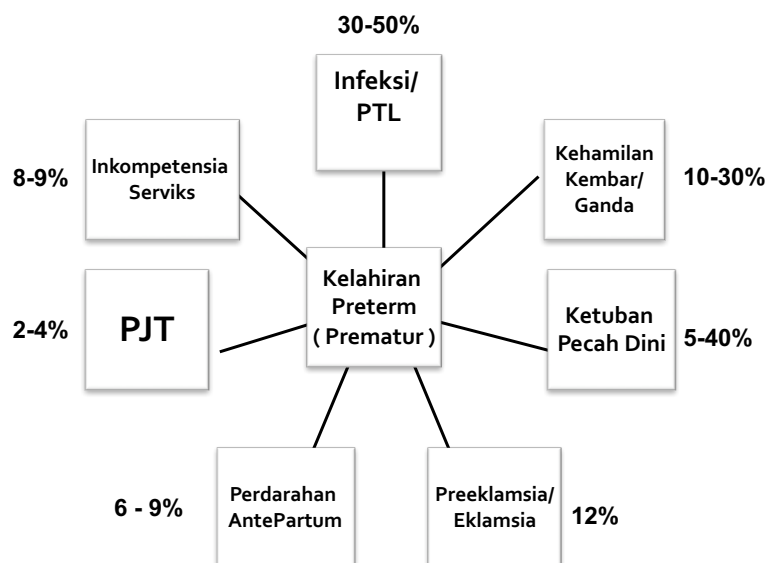 30-50%
Infeksi/
PTL
8-9%
Inkompetensia
Serviks
Kehamilan
Kembar/
Ganda
10-30%
Kelahiran
Preterm
( Prematur )
2-4%
PJT
Ketuban
Pecah Dini
5-40%
6 - 9%
Perdarahan
AntePartum
Preeklamsia/
Eklamsia
12%